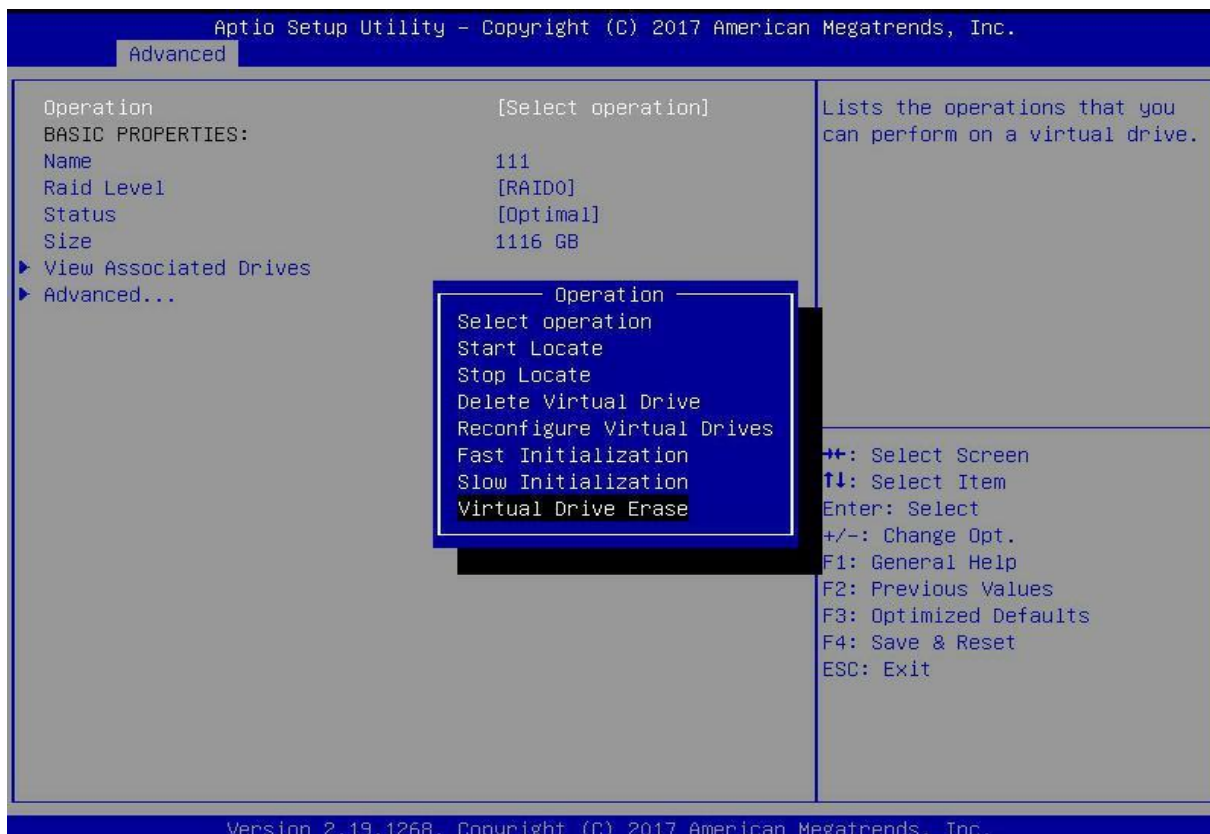 Aptio Setup Utility – Copyright (C) 2017 American Megatrends, Inc.
Advanced
Operation [Select operation]
BASIC PROPERTIES:
Name 111
Raid Level [RAID0]
Status [Optimal]
Size 1116 GB
▶ View Associated Drives
▶ Advanced...
Operation
Select operation
Start Locate
Stop Locate
Delete Virtual Drive
Reconfigure Virtual Drives
Fast Initialization
Slow Initialization
Virtual Drive Erase
Lists the operations that you
can perform on a virtual drive.
→←: Select Screen
↑↓: Select Item
Enter: Select
+/-: Change Opt.
F1: General Help
F2: Previous Values
F3: Optimized Defaults
F4: Save & Reset
ESC: Exit
Version 2.19.1268. Copyright (C) 2017 American Megatrends, Inc.